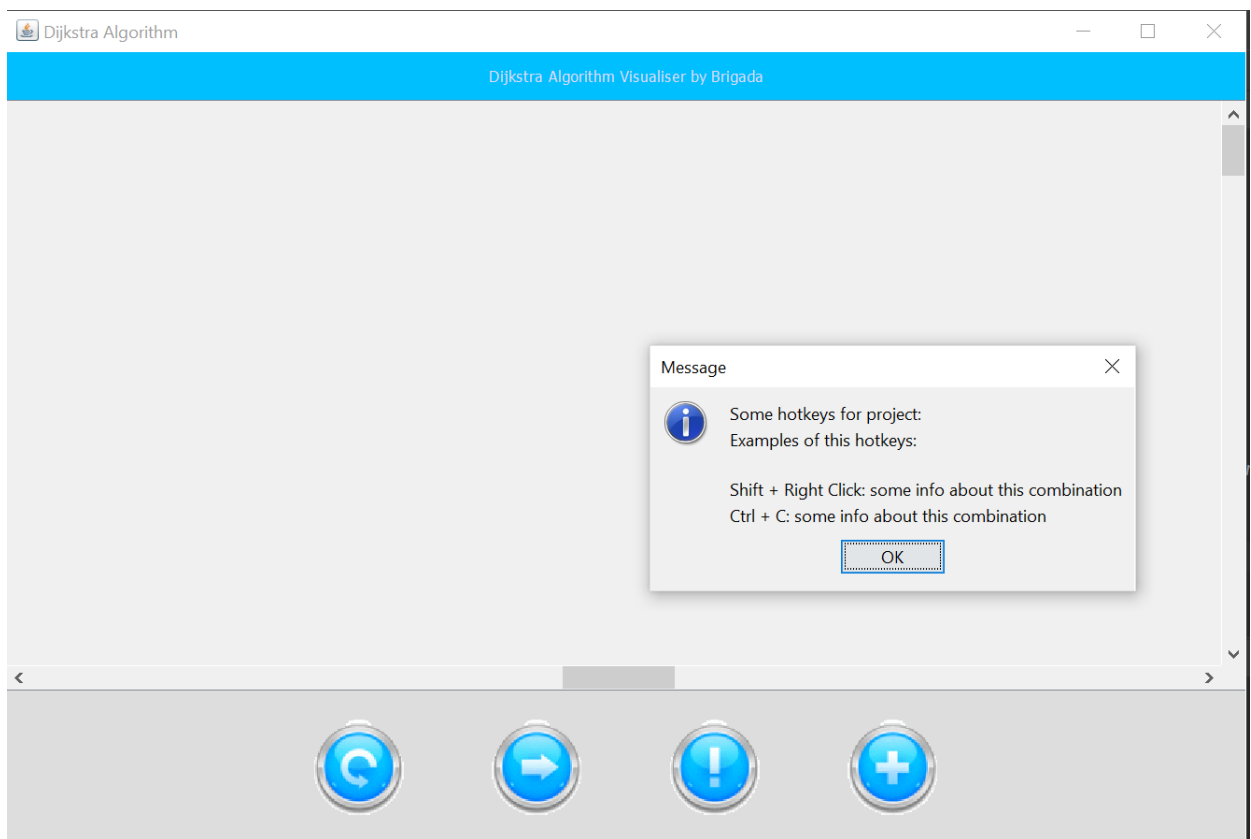 Dijkstra Algorithm
Dijkstra Algorithm Visualiser by Brigada
Message
Some hotkeys for project:
Examples of this hotkeys:
Shift + Right Click: some info about this combination
Ctrl + C: some info about this combination
OK